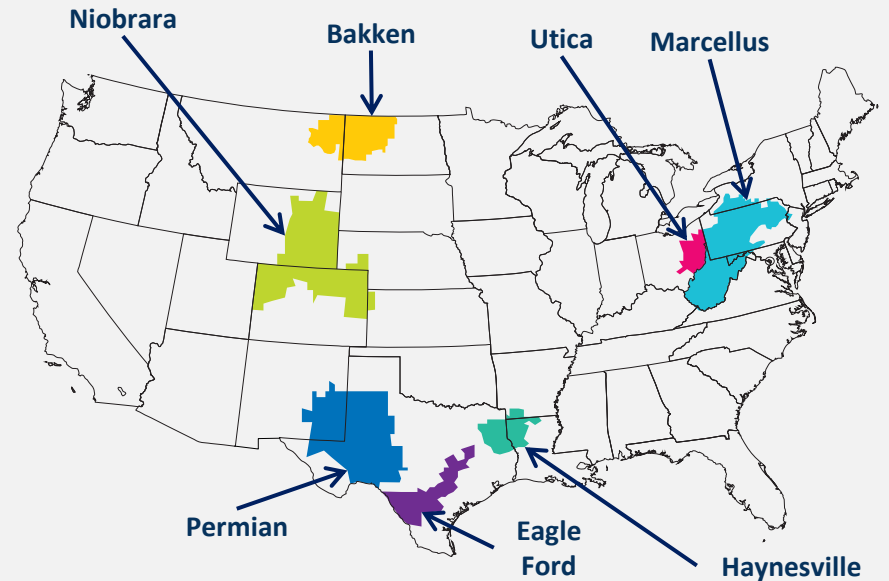 Niobrara
Bakken
Utica
Marcellus
Permian
Eagle
Ford
Haynesville